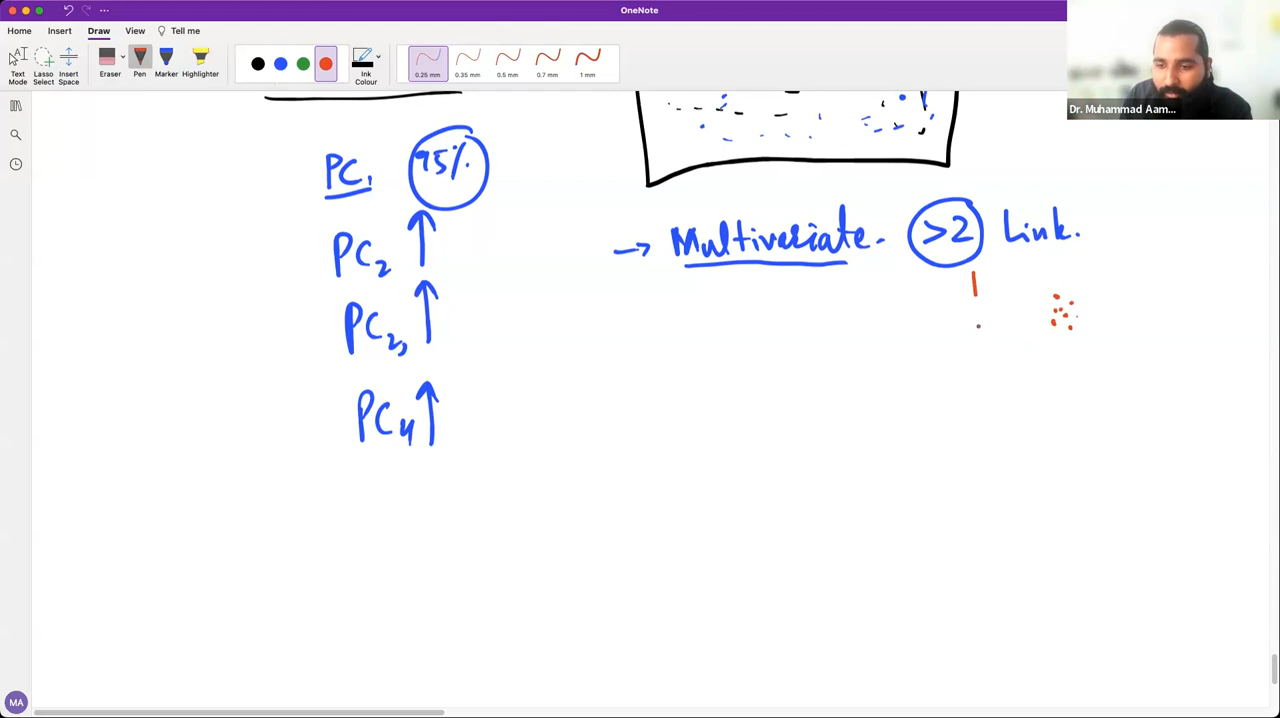 OneNote
Home Insert Draw View Tell me
Text Mode
Lasso Select
Insert Space
Eraser
Pen
Marker
Highlighter
Ink Colour
0.25 mm
0.35 mm
0.5 mm
0.7 mm
1 mm
Dr. Muhammad Aam...
PC1 95%
PC2
PC2,
PC4
→ Multivariate. >2 Link.
MA